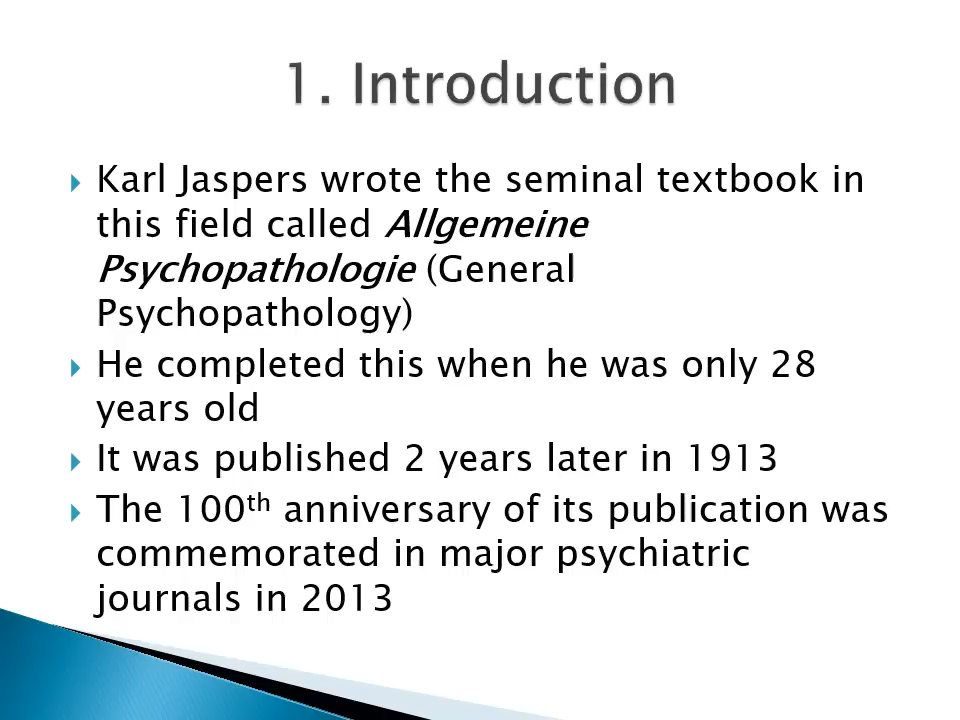 1. Introduction
Karl Jaspers wrote the seminal textbook in
this field called Allgemeine
Psychopathologie (General
Psychopathology)
He completed this when he was only 28
years old
It was published 2 years later in 1913
The 100th anniversary of its publication was
commemorated in major psychiatric
journals in 2013